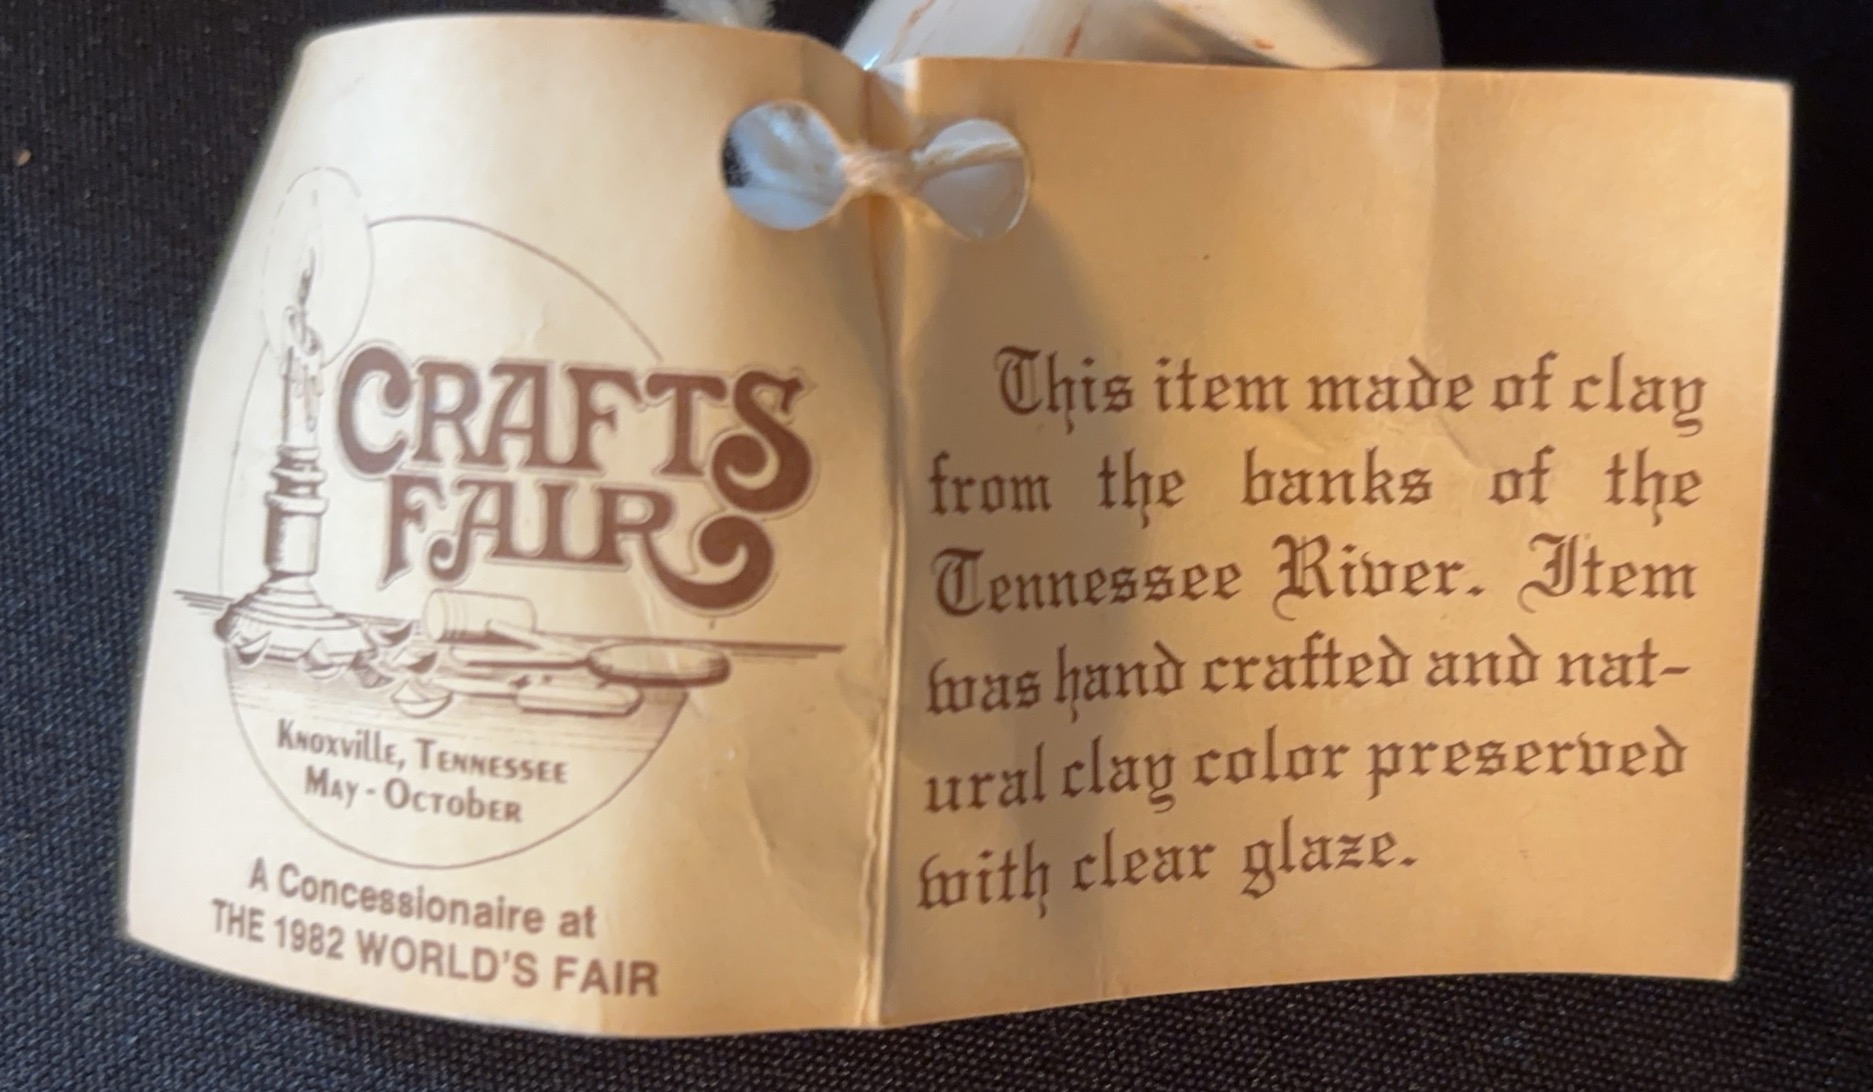 CRAFTS
FAIR
Knoxville, Tennessee
May - October
A Concessionaire at
THE 1982 WORLD'S FAIR
This item made of clay
from the banks of the
Tennessee River. Item
was hand crafted and nat-
ural clay color preserved
with clear glaze.